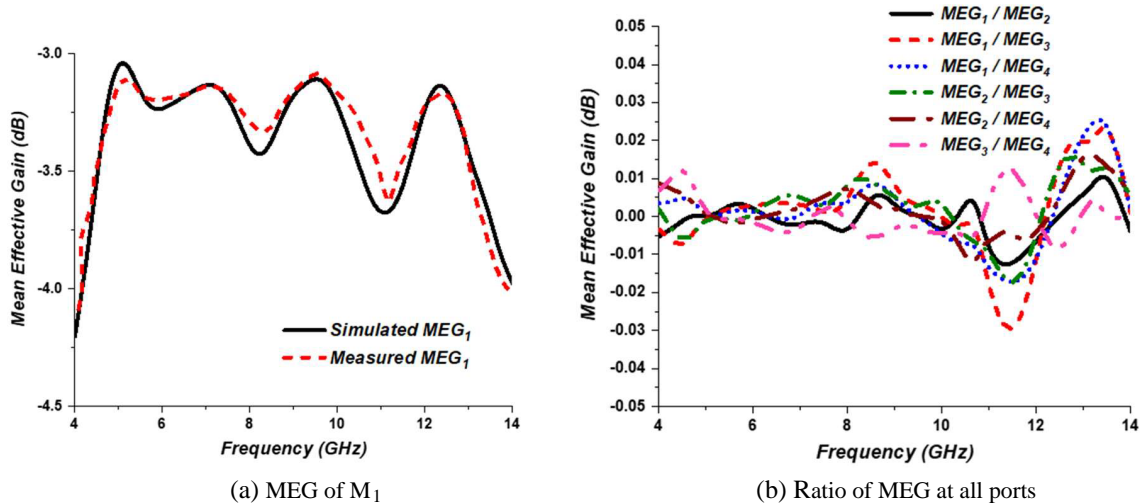 -3.0
-3.5
-4.0
-4.5
Mean Effective Gain (dB)
Simulated MEG1
Measured MEG1
4 6 8 10 12 14
Frequency (GHz)
(a) MEG of M1
MEG1 / MEG2
MEG1 / MEG3
MEG1 / MEG4
MEG2 / MEG3
MEG2 / MEG4
MEG3 / MEG4
0.05
0.04
0.03
0.02
0.01
0.00
-0.01
-0.02
-0.03
-0.04
-0.05
Mean Effective Gain (dB)
4 6 8 10 12 14
Frequency (GHz)
(b) Ratio of MEG at all ports